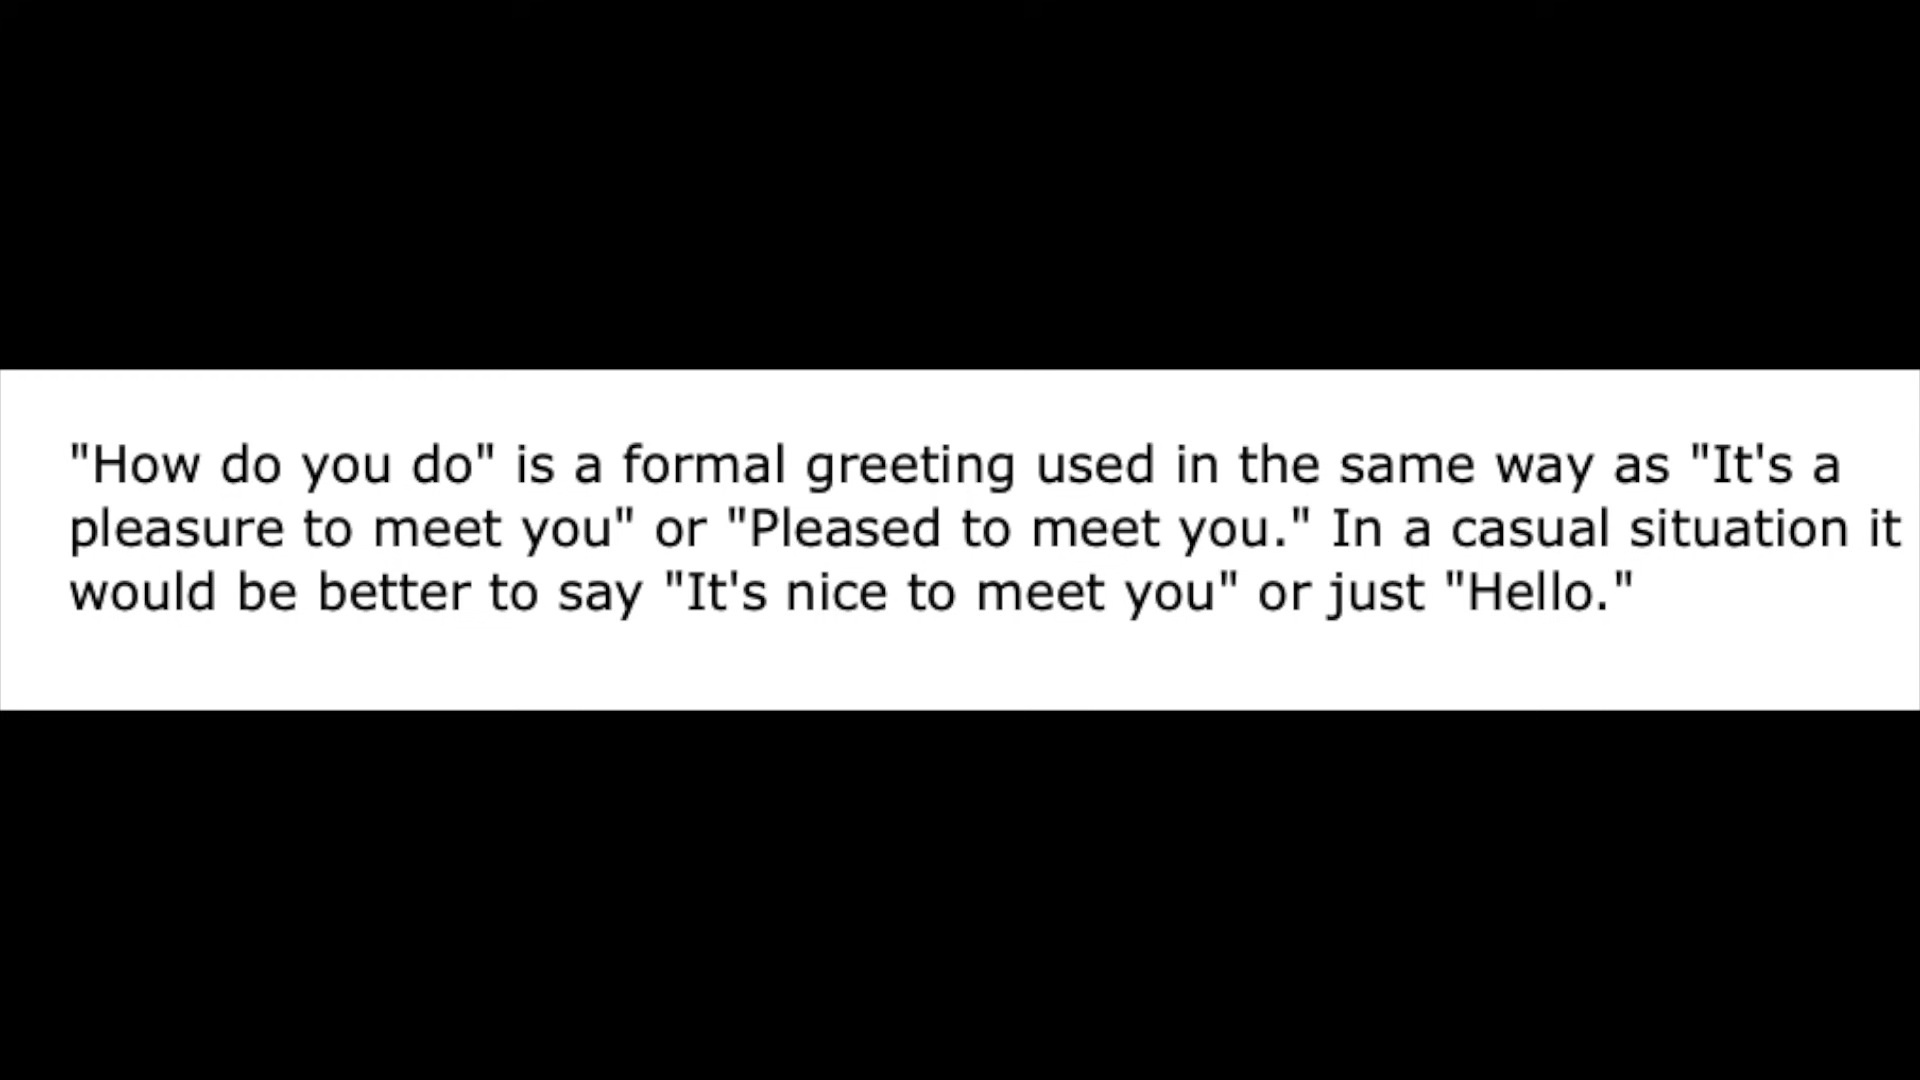 "How do you do" is a formal greeting used in the same way as "It's a
pleasure to meet you" or "Pleased to meet you." In a casual situation it
would be better to say "It's nice to meet you" or just "Hello."